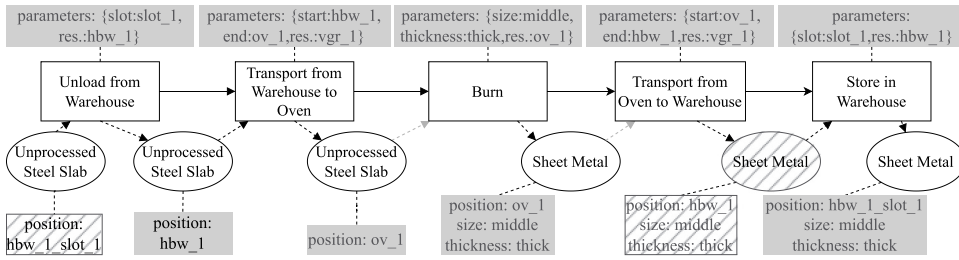 parameters: {slot:slot_1,
res.:hbw_1}
parameters: {start:hbw_1,
end:ov_1,res.:vgr_1}
parameters: {size:middle,
thickness:thick,res.:ov_1}
parameters: {start:ov_1,
end:hbw_1,res.:vgr_1}
parameters:
{slot:slot_1,res.:hbw_1}
Unload from
Warehouse
Transport from
Warehouse to
Oven
Burn
Transport from
Oven to Warehouse
Store in
Warehouse
Unprocessed
Steel Slab
Unprocessed
Steel Slab
Unprocessed
Steel Slab
Sheet Metal
Sheet Metal
Sheet Metal
position:
hbw_1_slot_1
position:
hbw_1
position: ov_1
position: ov_1
size: middle
thickness: thick
position: hbw_1
size: middle
thickness: thick
position: hbw_1_slot_1
size: middle
thickness: thick